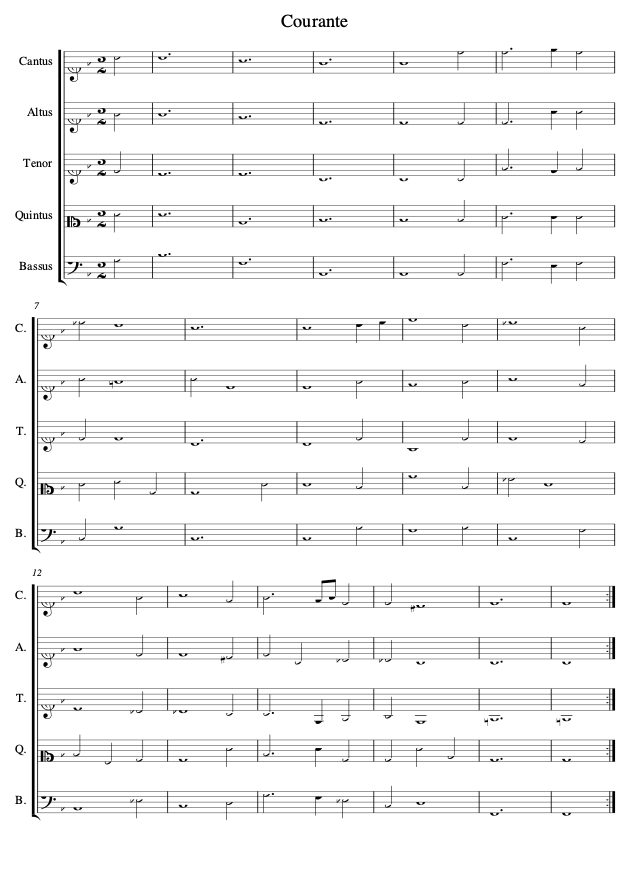 Courante
Cantus
Altus
Tenor
Quintus
Bassus
7
C.
A.
T.
Q.
B.
12
C.
A.
T.
Q.
B.